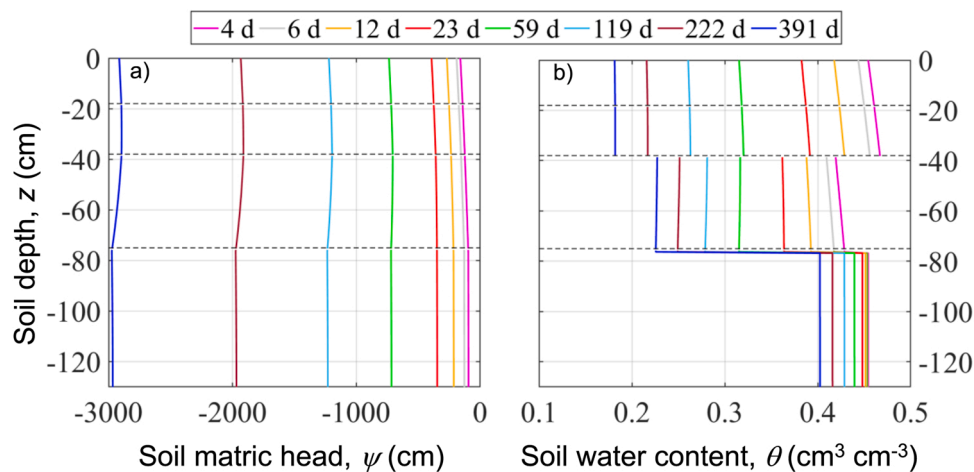 4 d 6 d 12 d 23 d 59 d 119 d 222 d 391 d
a)
b)
0
-20
-40
-60
-80
-100
-120
Soil depth, z (cm)
-3000 -2000 -1000 0
Soil matric head, ψ (cm)
0
-20
-40
-60
-80
-100
-120
0.1 0.2 0.3 0.4 0.5
Soil water content, θ (cm³ cm⁻³)